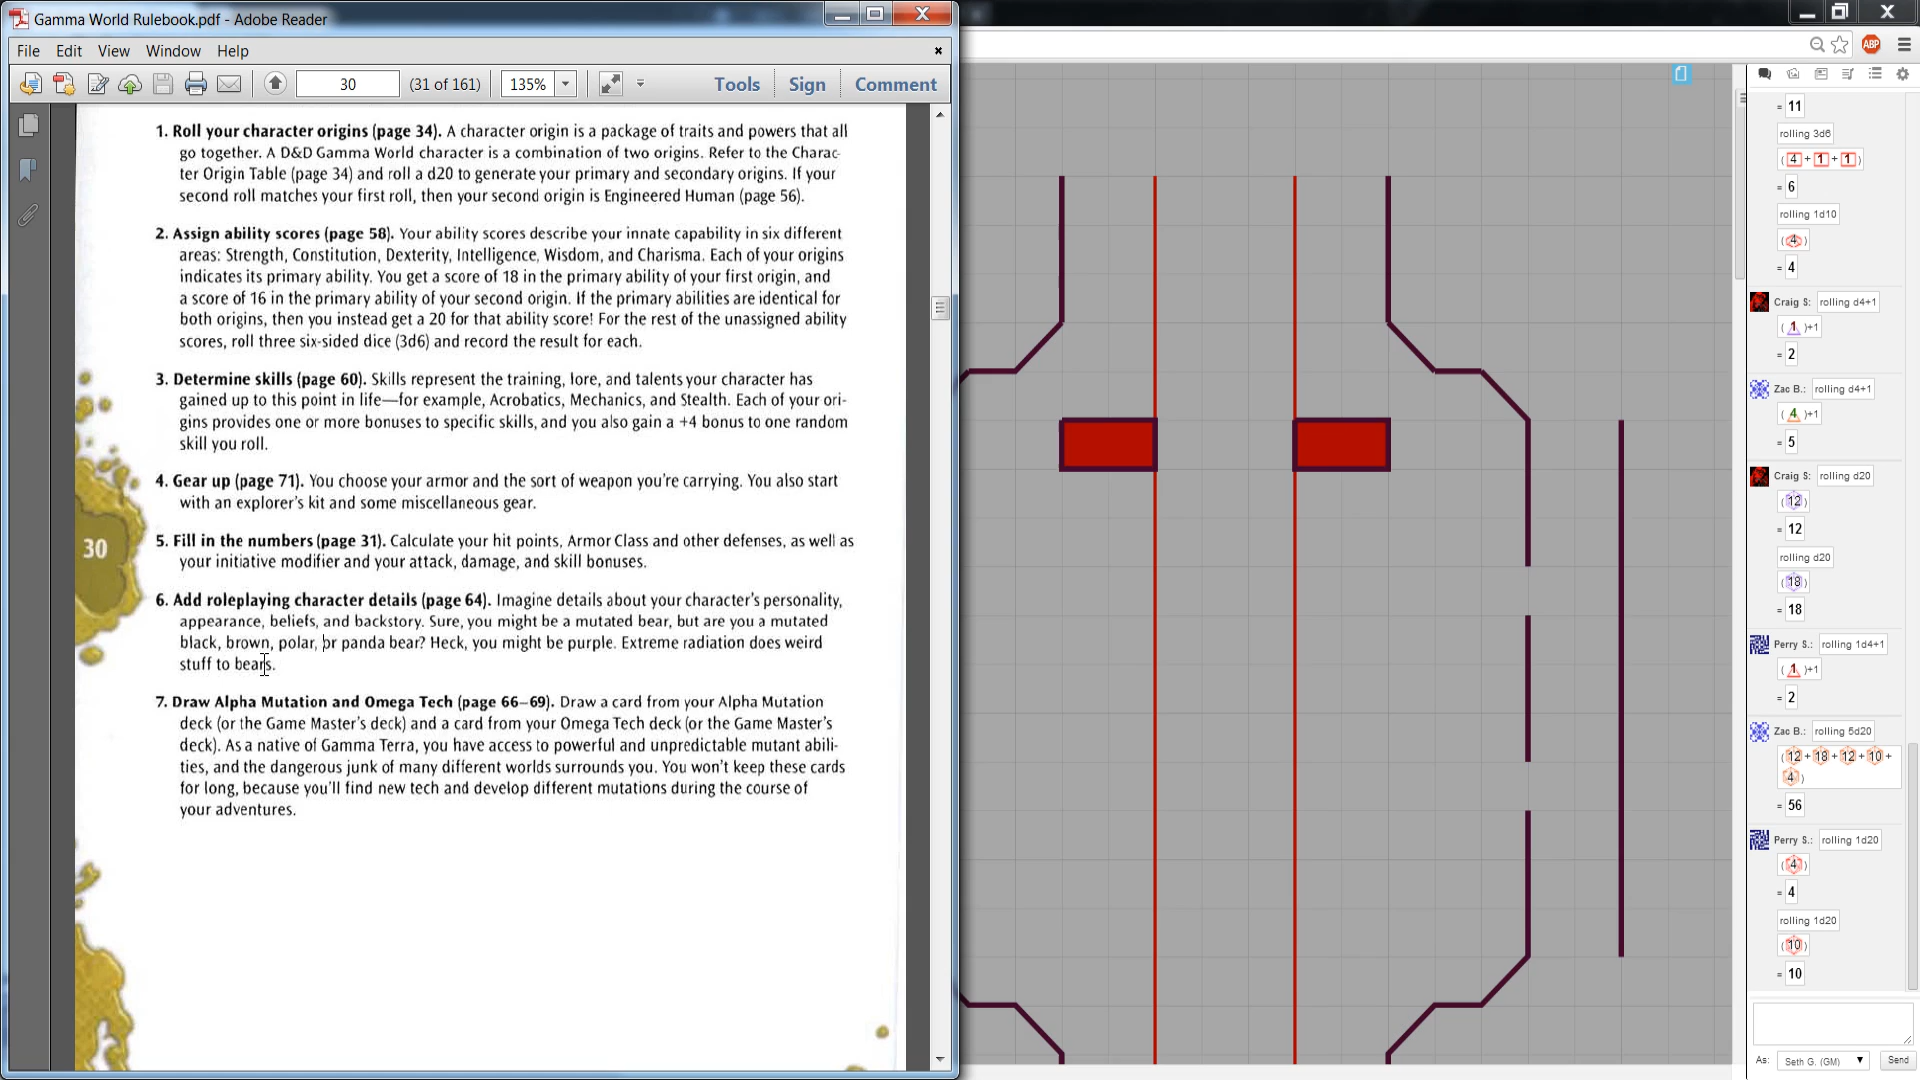 Gamma World Rulebook.pdf - Adobe Reader
File Edit View Window Help
30 (31 of 161) 135% Tools Sign Comment
1. Roll your character origins (page 34). A character origin is a package of traits and powers that all
go together. A D&D Gamma World character is a combination of two origins. Refer to the Charac-
ter Origin Table (page 34) and roll a d20 to generate your primary and secondary origins. If your
second roll matches your first roll, then your second origin is Engineered Human (page 56).
2. Assign ability scores (page 58). Your ability scores describe your innate capability in six different
areas: Strength, Constitution, Dexterity, Intelligence, Wisdom, and Charisma. Each of your origins
indicates its primary ability. You get a score of 18 in the primary ability of your first origin, and
a score of 16 in the primary ability of your second origin. If the primary abilities are identical for
both origins, then you instead get a 20 for that ability score! For the rest of the unassigned ability
scores, roll three six-sided dice (3d6) and record the result for each.
3. Determine skills (page 60). Skills represent the training, lore, and talents your character has
gained up to this point in life—for example, Acrobatics, Mechanics, and Stealth. Each of your ori-
gins provides one or more bonuses to specific skills, and you also gain a +4 bonus to one random
skill you roll.
4. Gear up (page 71). You choose your armor and the sort of weapon you're carrying. You also start
with an explorer's kit and some miscellaneous gear.
30
5. Fill in the numbers (page 31). Calculate your hit points, Armor Class and other defenses, as well as
your initiative modifier and your attack, damage, and skill bonuses.
6. Add roleplaying character details (page 64). Imagine details about your character's personality,
appearance, beliefs, and backstory. Sure, you might be a mutated bear, but are you a mutated
black, brown, polar, or panda bear? Heck, you might be purple. Extreme radiation does weird
stuff to bears.
7. Draw Alpha Mutation and Omega Tech (page 66–69). Draw a card from your Alpha Mutation
deck (or the Game Master's deck) and a card from your Omega Tech deck (or the Game Master's
deck). As a native of Gamma Terra, you have access to powerful and unpredictable mutant abili-
ties, and the dangerous junk of many different worlds surrounds you. You won't keep these cards
for long, because you'll find new tech and develop different mutations during the course of
your adventures.
ABP
= 11
rolling 3d6
(4+1+1)
= 6
rolling 1d10
(4)
= 4
Craig S: rolling d4+1
(1)+1
= 2
Zac B.: rolling d4+1
(4)+1
= 5
Craig S: rolling d20
(12)
= 12
rolling d20
(18)
= 18
Perry S.: rolling 1d4+1
(1)+1
= 2
Zac B.: rolling 5d20
(12+18+12+10+
4)
= 56
Perry S.: rolling 1d20
(4)
= 4
rolling 1d20
(10)
= 10
As: Seth G. (GM) Send